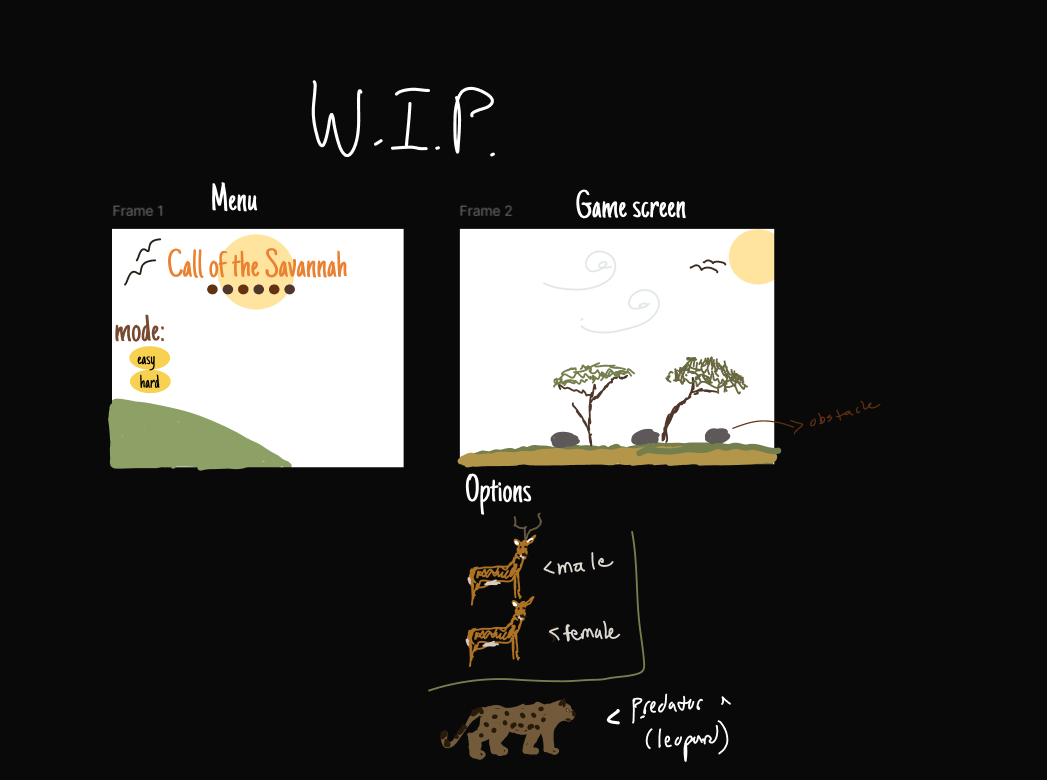 W.I.P.
Frame 1
Menu
Frame 2
Game screen
Call of the Savannah
mode:
easy
hard
obstacle
Options
<male
<female
< Predator
(leopard)